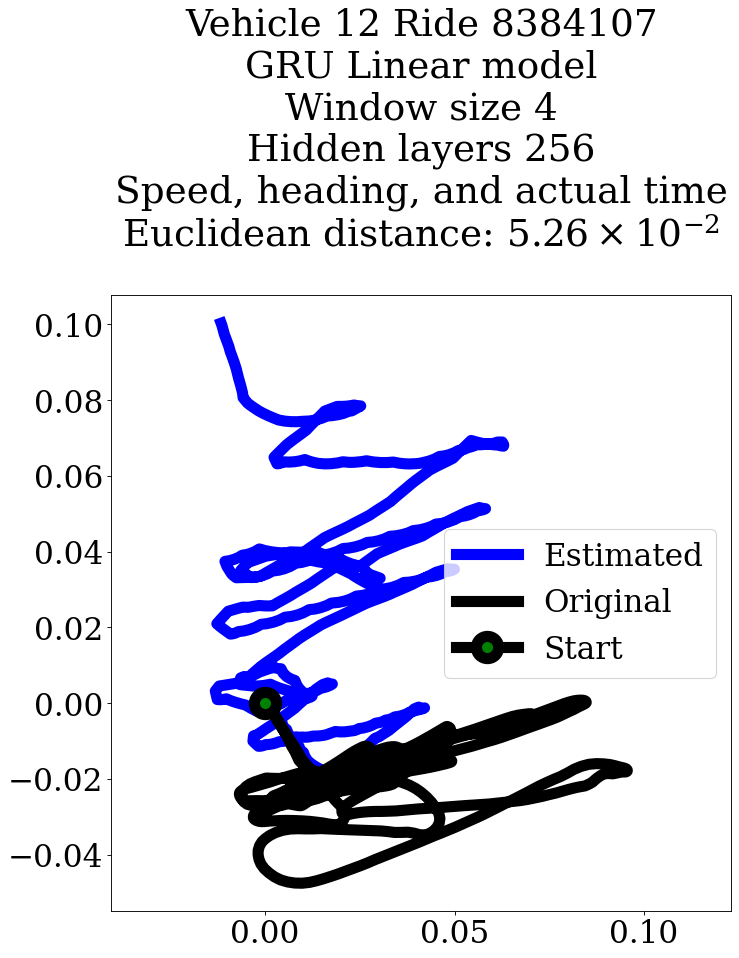 Vehicle 12 Ride 8384107
GRU Linear model
Window size 4
Hidden layers 256
Speed, heading, and actual time
Euclidean distance: 5.26 × 10⁻²
0.10
0.08
0.06
0.04
0.02
0.00
−0.02
−0.04
Estimated
Original
Start
0.00 0.05 0.10